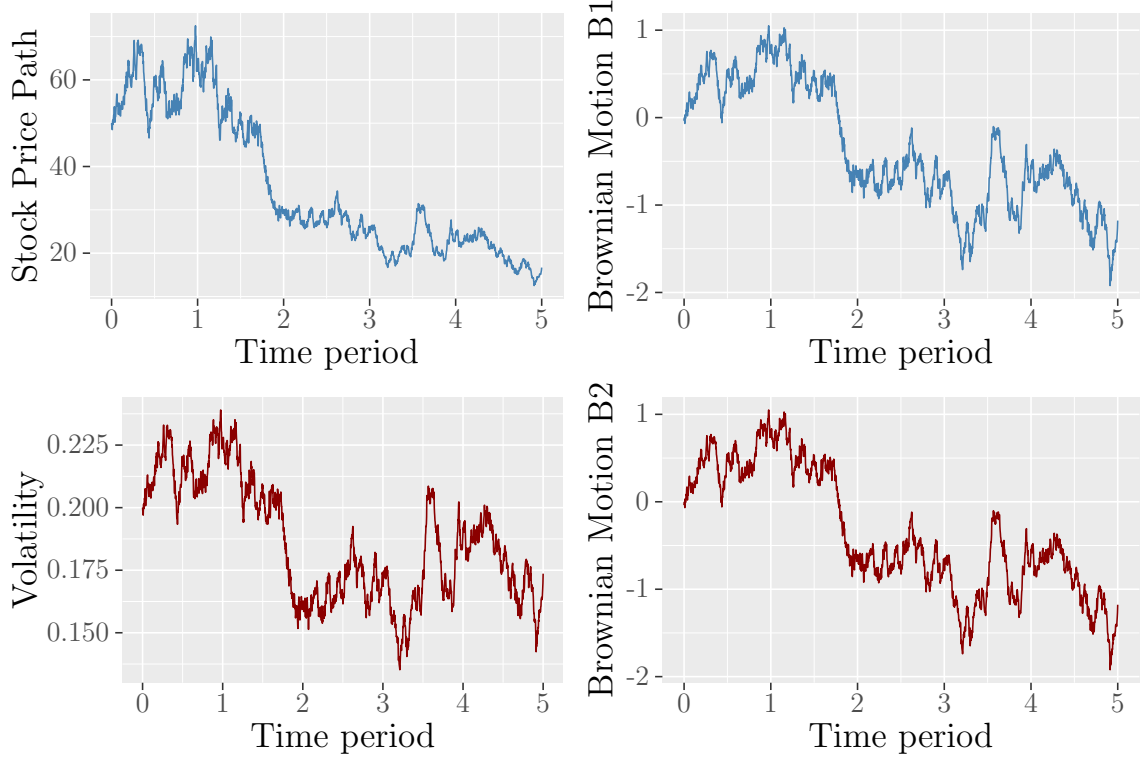 Stock Price Path
60
40
20
0 1 2 3 4 5
Time period
Brownian Motion B1
1
0
-1
-2
0 1 2 3 4 5
Time period
Volatility
0.225
0.200
0.175
0.150
0 1 2 3 4 5
Time period
Brownian Motion B2
1
0
-1
-2
0 1 2 3 4 5
Time period